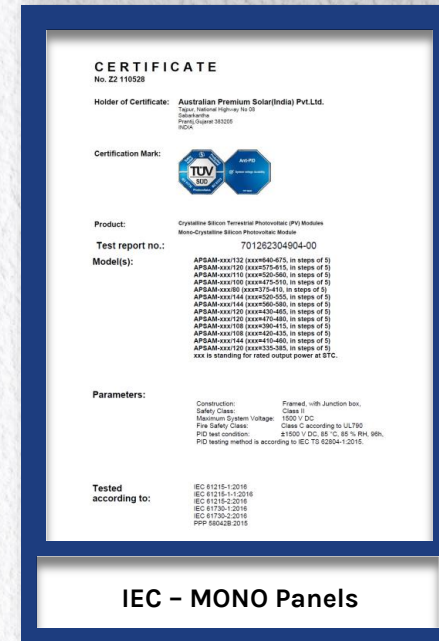 CERTIFICATE
No. Z2 110528
Holder of Certificate: Australian Premium Solar(India) Pvt.Ltd.
Tajpur, National Highway No 08
Sabarkantha
Prantij,Gujarat 383205
INDIA
Certification Mark:
TÜV
SÜD
Photovoltaics
Anti-PID
Product: Crystalline Silicon Terrestrial Photovoltaic (PV) Modules
Mono-Crystalline Silicon Photovoltaic Module
Test report no.: 701262304904-00
Model(s): APSAM-xxx/132 (xxx=640-675, in steps of 5)
APSAM-xxx/120 (xxx=575-615, in steps of 5)
APSAM-xxx/110 (xxx=520-560, in steps of 5)
APSAM-xxx/100 (xxx=475-510, in steps of 5)
APSAM-xxx/80 (xxx=375-410, in steps of 5)
APSAM-xxx/144 (xxx=520-555, in steps of 5)
APSAM-xxx/144 (xxx=560-580, in steps of 5)
APSAM-xxx/120 (xxx=430-465, in steps of 5)
APSAM-xxx/120 (xxx=470-480, in steps of 5)
APSAM-xxx/108 (xxx=390-415, in steps of 5)
APSAM-xxx/108 (xxx=420-435, in steps of 5)
APSAM-xxx/144 (xxx=410-460, in steps of 5)
APSAM-xxx/120 (xxx=335-385, in steps of 5)
xxx is standing for rated output power at STC.
Parameters:
Construction: Framed, with Junction box,
Safety Class: Class II
Maximum System Voltage: 1500 V DC
Fire Safety Class: Class C according to UL790
PID test condition: ±1500 V DC, 85 °C, 85 % RH, 96h,
PID testing method is according to IEC TS 62804-1:2015.
Tested
according to:
IEC 61215-1:2016
IEC 61215-1-1:2016
IEC 61215-2:2016
IEC 61730-1:2016
IEC 61730-2:2016
PPP 58042B:2015
IEC – MONO Panels